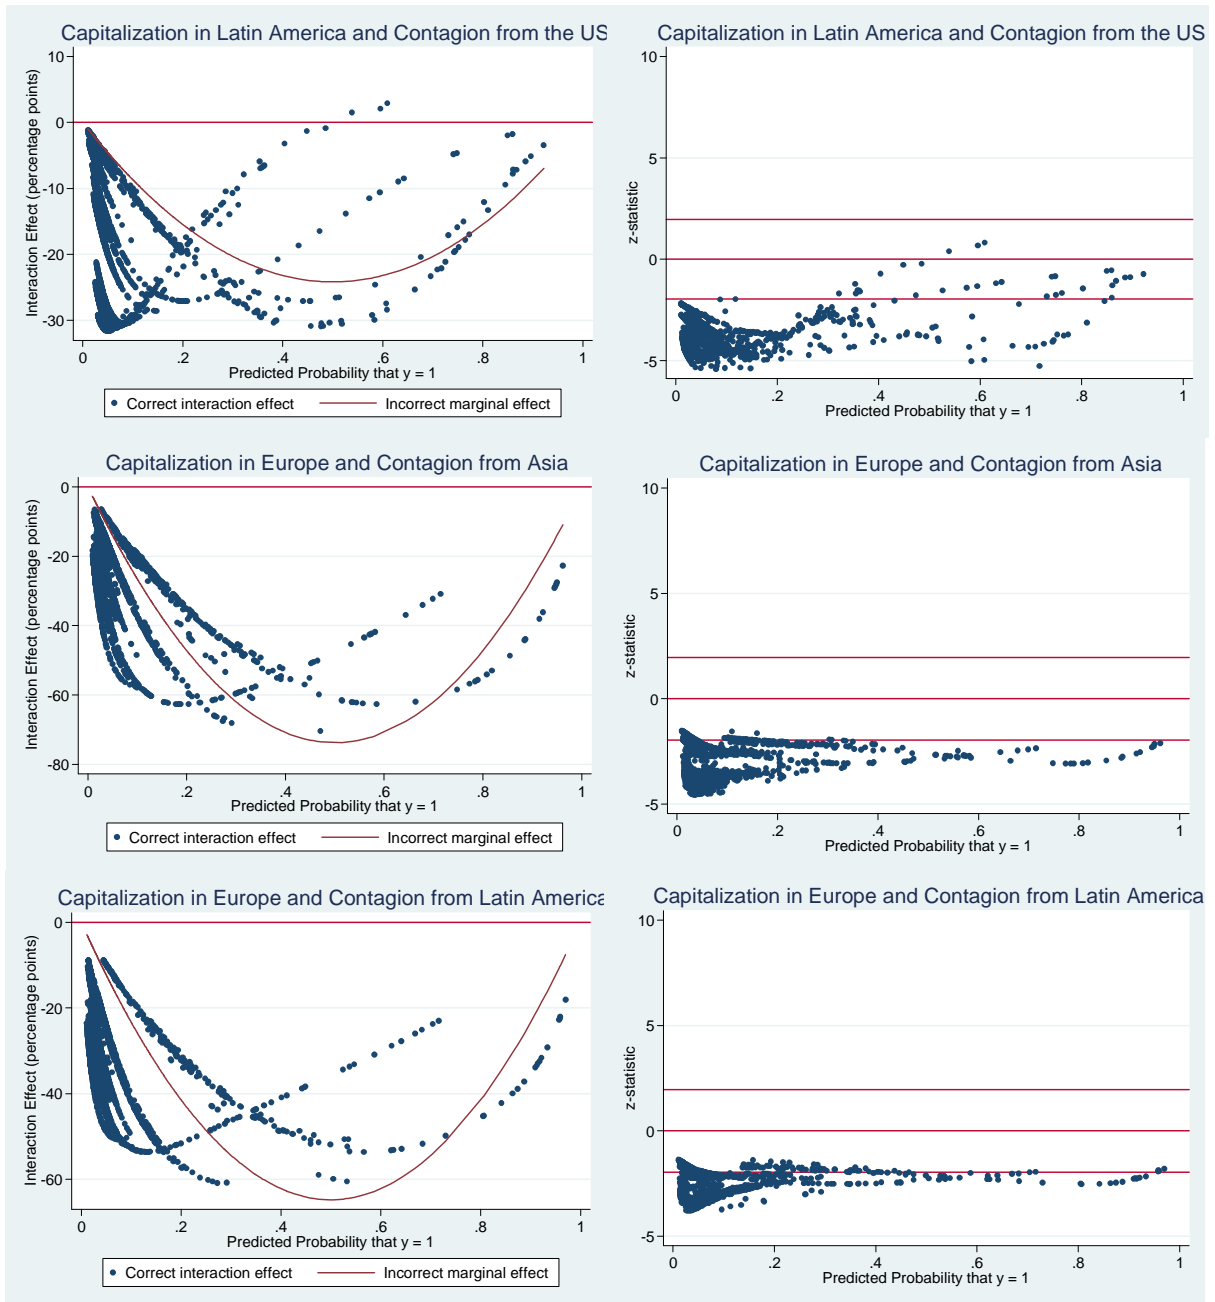 Capitalization in Latin America and Contagion from the US
Interaction Effect (percentage points)
10
0
-10
-20
-30
0
.2
.4
.6
.8
1
Predicted Probability that y = 1
Correct interaction effect
Incorrect marginal effect
Capitalization in Latin America and Contagion from the US
z-statistic
10
5
0
-5
0
.2
.4
.6
.8
1
Predicted Probability that y = 1
Capitalization in Europe and Contagion from Asia
Interaction Effect (percentage points)
0
-20
-40
-60
-80
0
.2
.4
.6
.8
1
Predicted Probability that y = 1
Correct interaction effect
Incorrect marginal effect
Capitalization in Europe and Contagion from Asia
z-statistic
10
5
0
-5
0
.2
.4
.6
.8
1
Predicted Probability that y = 1
Capitalization in Europe and Contagion from Latin America
Interaction Effect (percentage points)
0
-20
-40
-60
0
.2
.4
.6
.8
1
Predicted Probability that y = 1
Correct interaction effect
Incorrect marginal effect
Capitalization in Europe and Contagion from Latin America
z-statistic
10
5
0
-5
0
.2
.4
.6
.8
1
Predicted Probability that y = 1